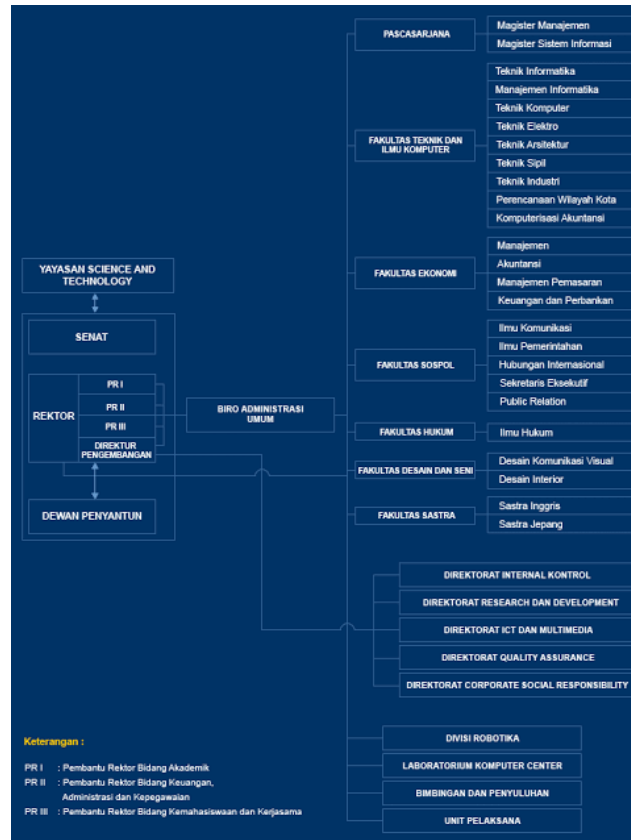 PASCASARJANA
Magister Manajemen
Magister Sistem Informasi
FAKULTAS TEKNIK DAN
ILMU KOMPUTER
Teknik Informatika
Manajemen Informatika
Teknik Komputer
Teknik Elektro
Teknik Arsitektur
Teknik Sipil
Teknik Industri
Perencanaan Wilayah Kota
Komputerisasi Akuntansi
FAKULTAS EKONOMI
Manajemen
Akuntansi
Manajemen Pemasaran
Keuangan dan Perbankan
FAKULTAS SOSPOL
Ilmu Komunikasi
Ilmu Pemerintahan
Hubungan Internasional
Sekretaris Eksekutif
Public Relation
FAKULTAS HUKUM
Ilmu Hukum
FAKULTAS DESAIN DAN SENI
Desain Komunikasi Visual
Desain Interior
FAKULTAS SASTRA
Sastra Inggris
Sastra Jepang
YAYASAN SCIENCE AND
TECHNOLOGY
SENAT
REKTOR
PR I
PR II
PR III
DIREKTUR
PENGEMBANGAN
DEWAN PENYANTUN
BIRO ADMINISTRASI
UMUM
DIREKTORAT INTERNAL KONTROL
DIREKTORAT RESEARCH DAN DEVELOPMENT
DIREKTORAT ICT DAN MULTIMEDIA
DIREKTORAT QUALITY ASSURANCE
DIREKTORAT CORPORATE SOCIAL RESPONSIBILITY
DIVISI ROBOTIKA
LABORATORIUM KOMPUTER CENTER
BIMBINGAN DAN PENYULUHAN
UNIT PELAKSANA
Keterangan :
PR I : Pembantu Rektor Bidang Akademik
PR II : Pembantu Rektor Bidang Keuangan,
Administrasi dan Kepegawaian
PR III : Pembantu Rektor Bidang Kemahasiswaan dan Kerjasama